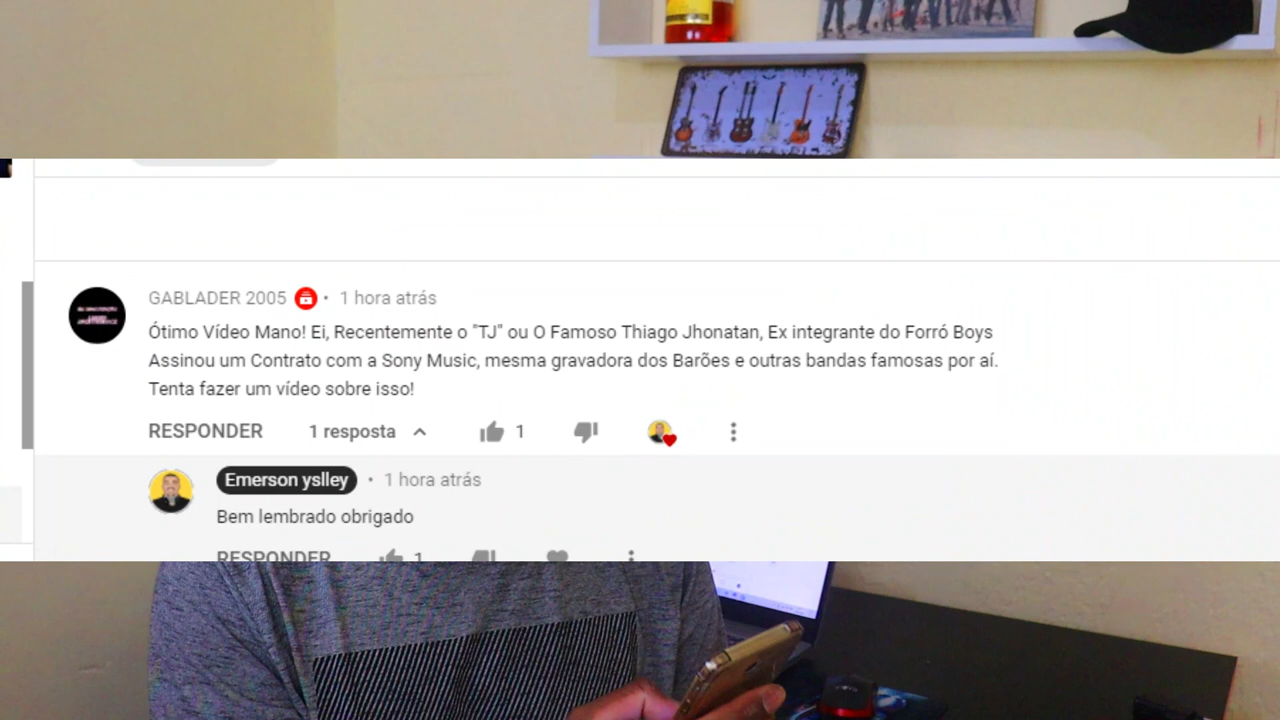 GABLADER 2005 • 1 hora atrás
Ótimo Vídeo Mano! Ei, Recentemente o "TJ" ou O Famoso Thiago Jhonatan, Ex integrante do Forró Boys
Assinou um Contrato com a Sony Music, mesma gravadora dos Barões e outras bandas famosas por aí.
Tenta fazer um vídeo sobre isso!
RESPONDER 1 resposta 1
Emerson yslley • 1 hora atrás
Bem lembrado obrigado
RESPONDER 1